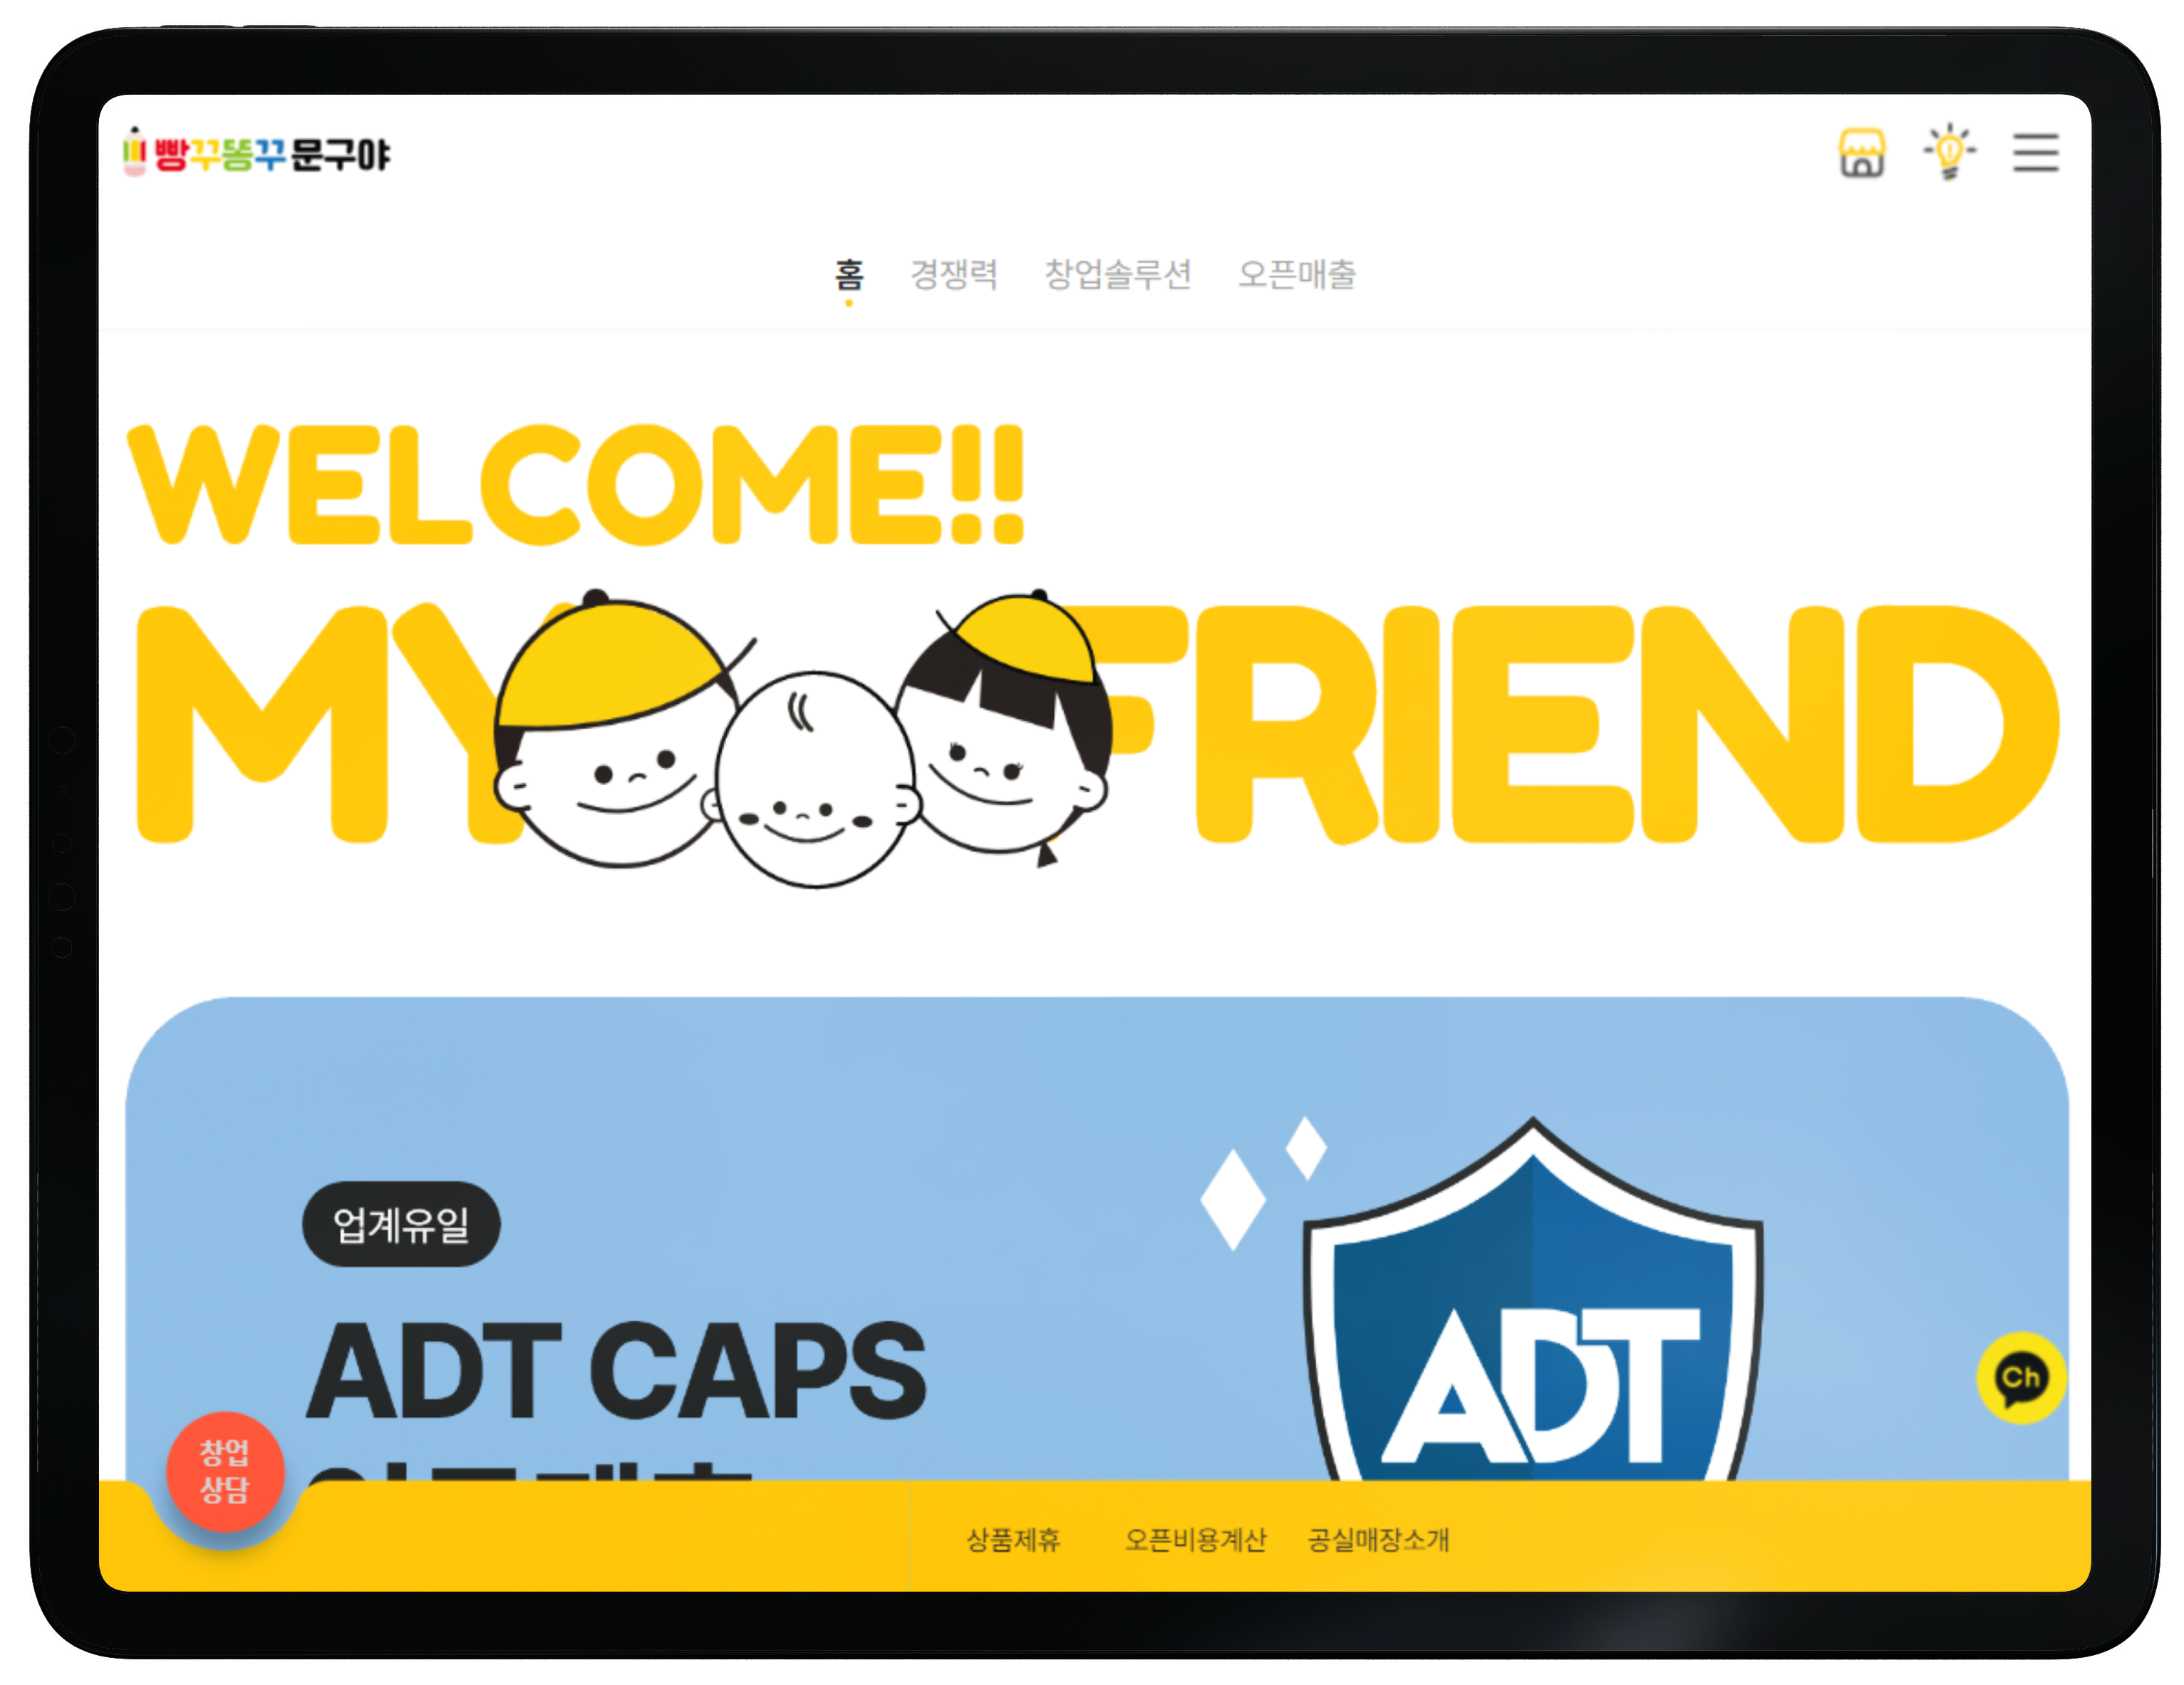 빵꾸똥꾸 문구야
홈 경쟁력 창업솔루션 오픈매출
WELCOME!!
MY FRIEND
업계유일
ADT CAPS
ADT
Ch
창업
상담
상품제휴 오픈비용계산 공실매장소개